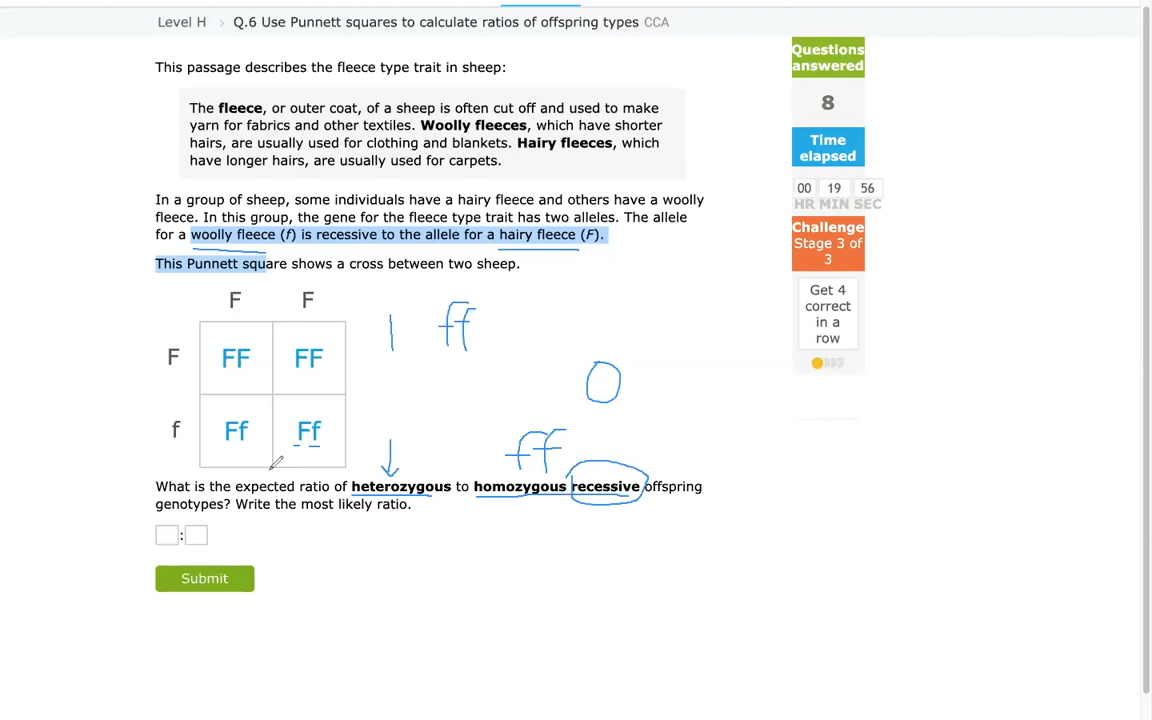 Level H > Q.6 Use Punnett squares to calculate ratios of offspring types CCA
This passage describes the fleece type trait in sheep:
The fleece, or outer coat, of a sheep is often cut off and used to make
yarn for fabrics and other textiles. Woolly fleeces, which have shorter
hairs, are usually used for clothing and blankets. Hairy fleeces, which
have longer hairs, are usually used for carpets.
In a group of sheep, some individuals have a hairy fleece and others have a woolly
fleece. In this group, the gene for the fleece type trait has two alleles. The allele
for a woolly fleece (f) is recessive to the allele for a hairy fleece (F).
This Punnett square shows a cross between two sheep.
F F
F FF FF
f Ff Ff
| ff
0
ff
What is the expected ratio of heterozygous to homozygous recessive offspring
genotypes? Write the most likely ratio.
:
Submit
Questions
answered
8
Time
elapsed
00 19 56
HR MIN SEC
Challenge
Stage 3 of
3
Get 4
correct
in a
row